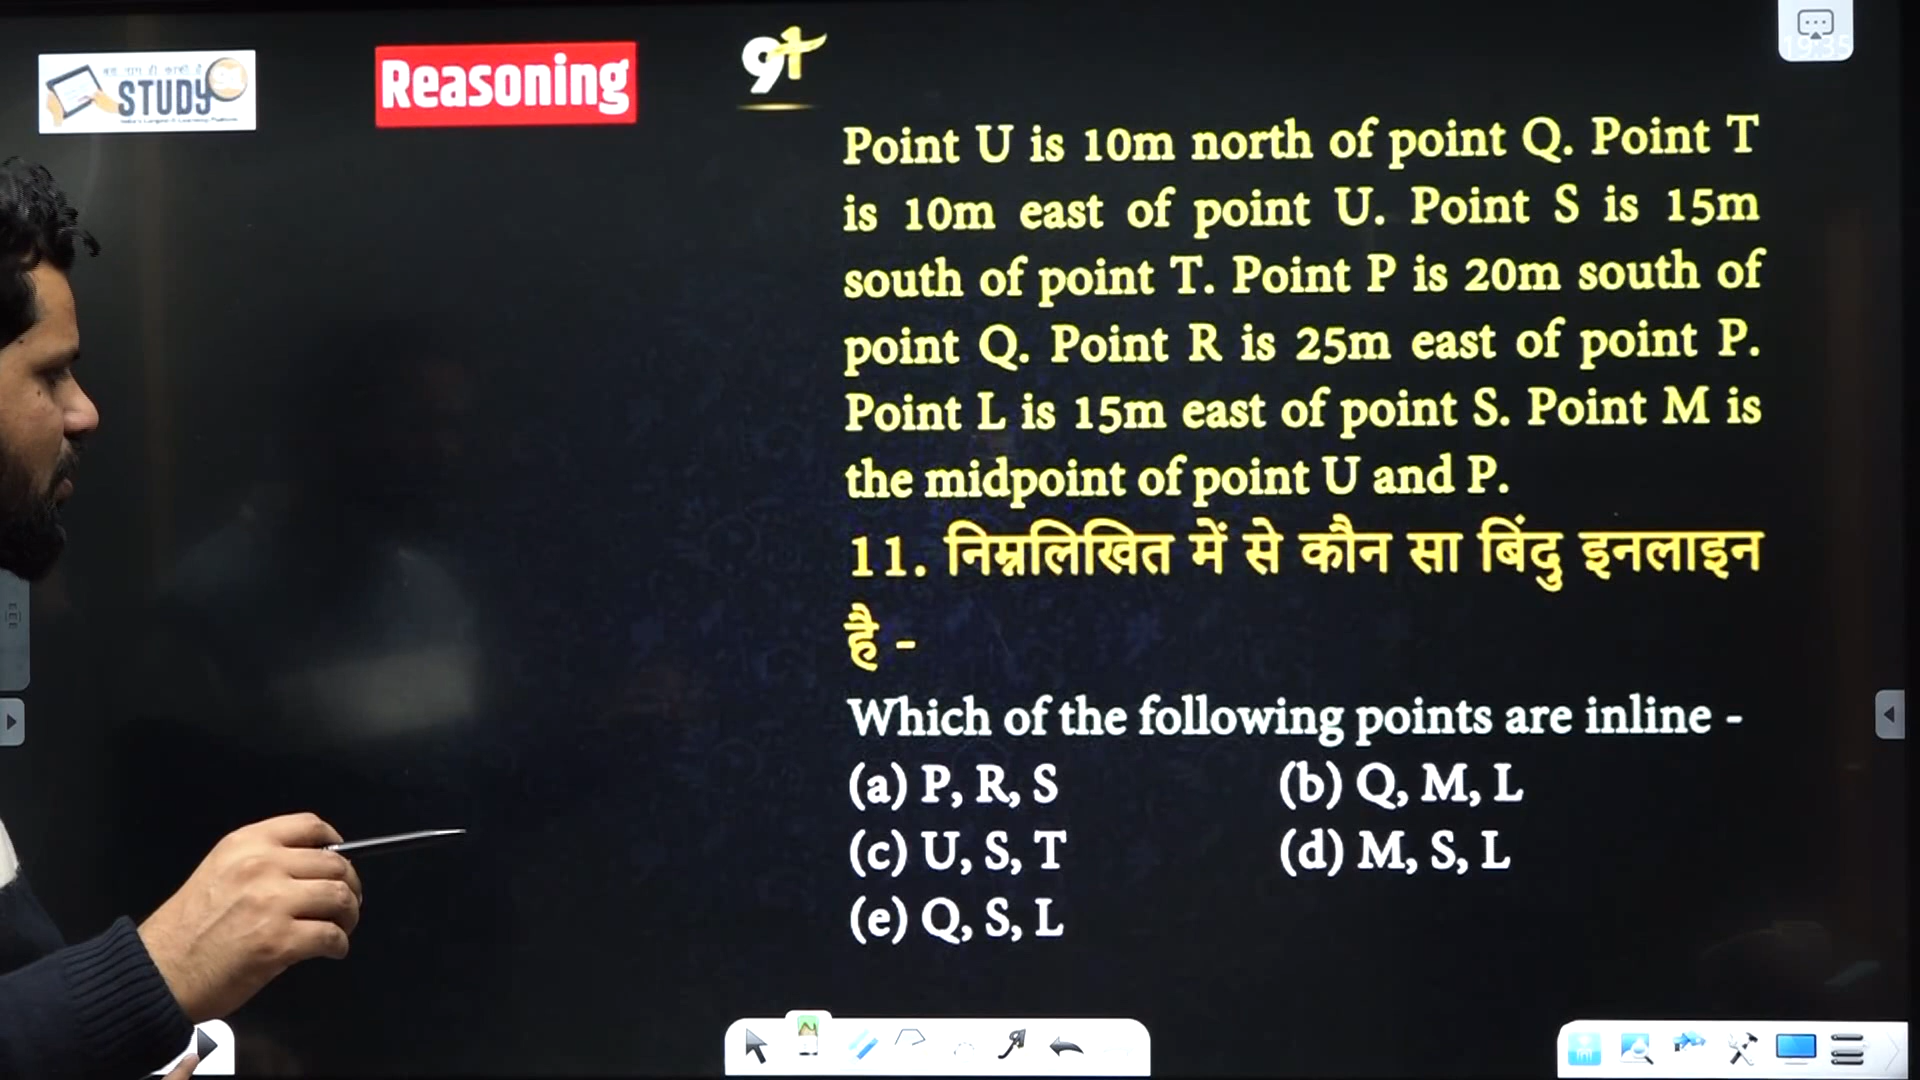 STUDY 91
Reasoning
91
Point U is 10m north of point Q. Point T
is 10m east of point U. Point S is 15m
south of point T. Point P is 20m south of
point Q. Point R is 25m east of point P.
Point L is 15m east of point S. Point M is
the midpoint of point U and P.
11. निम्नलिखित में से कौन सा बिंदु इनलाइन
है -
Which of the following points are inline -
(a) P, R, S (b) Q, M, L
(c) U, S, T (d) M, S, L
(e) Q, S, L